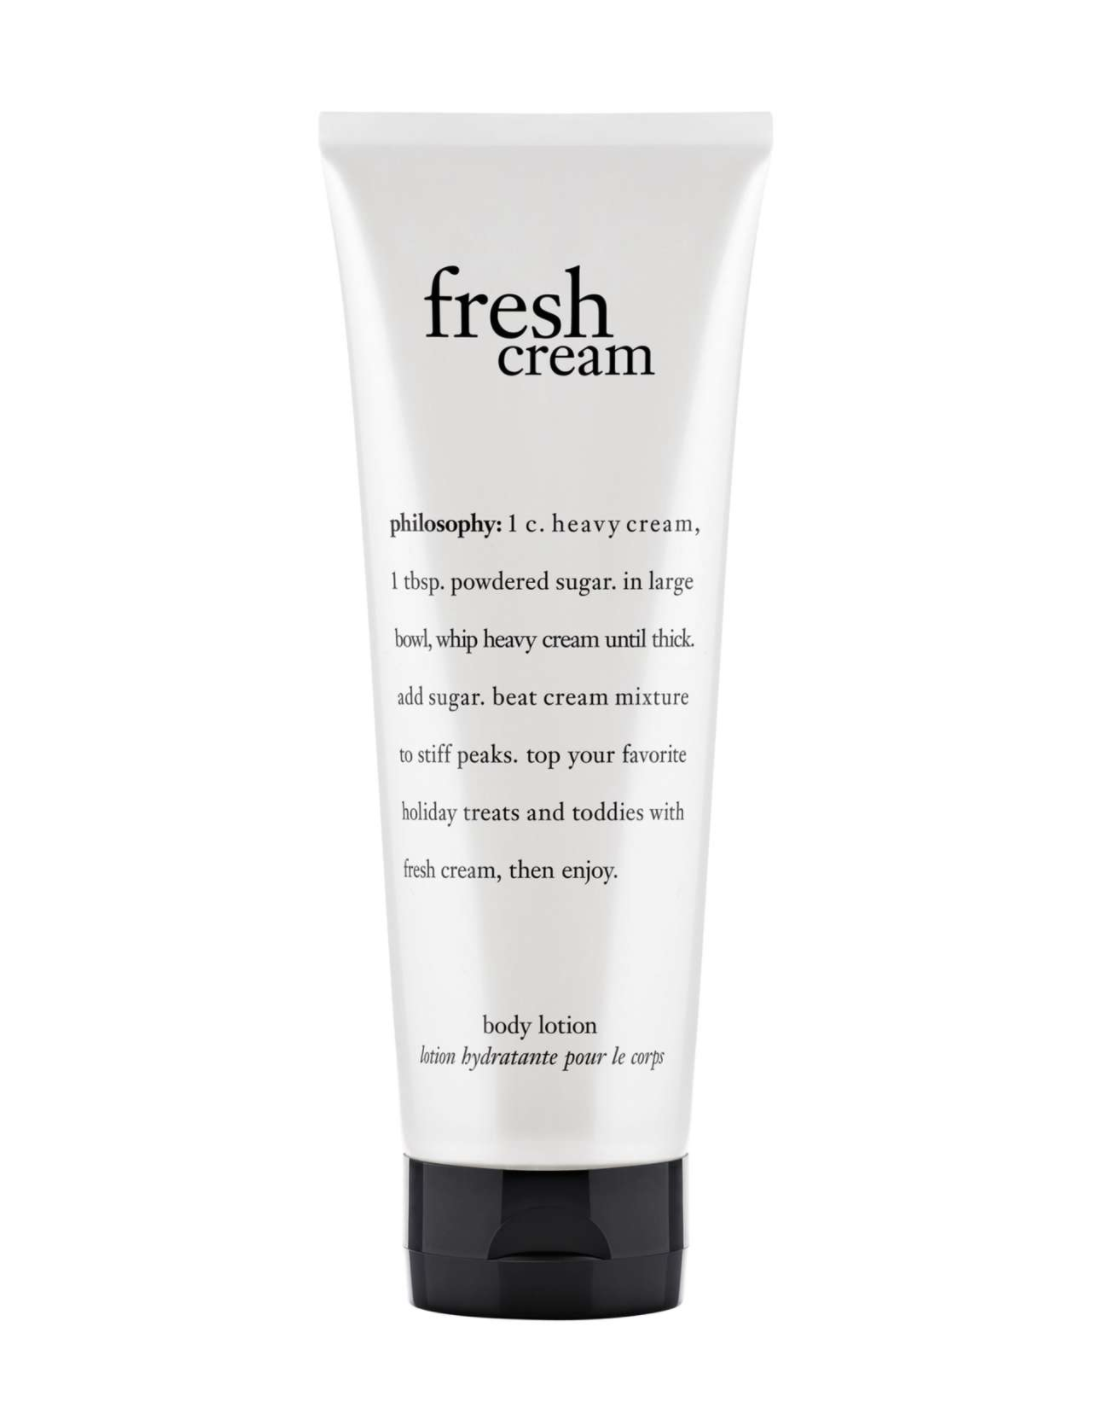 fresh
cream
philosophy: 1 c. heavy cream,
1 tbsp. powdered sugar. in large
bowl, whip heavy cream until thick.
add sugar. beat cream mixture
to stiff peaks. top your favorite
holiday treats and toddies with
fresh cream, then enjoy.
body lotion
lotion hydratante pour le corps